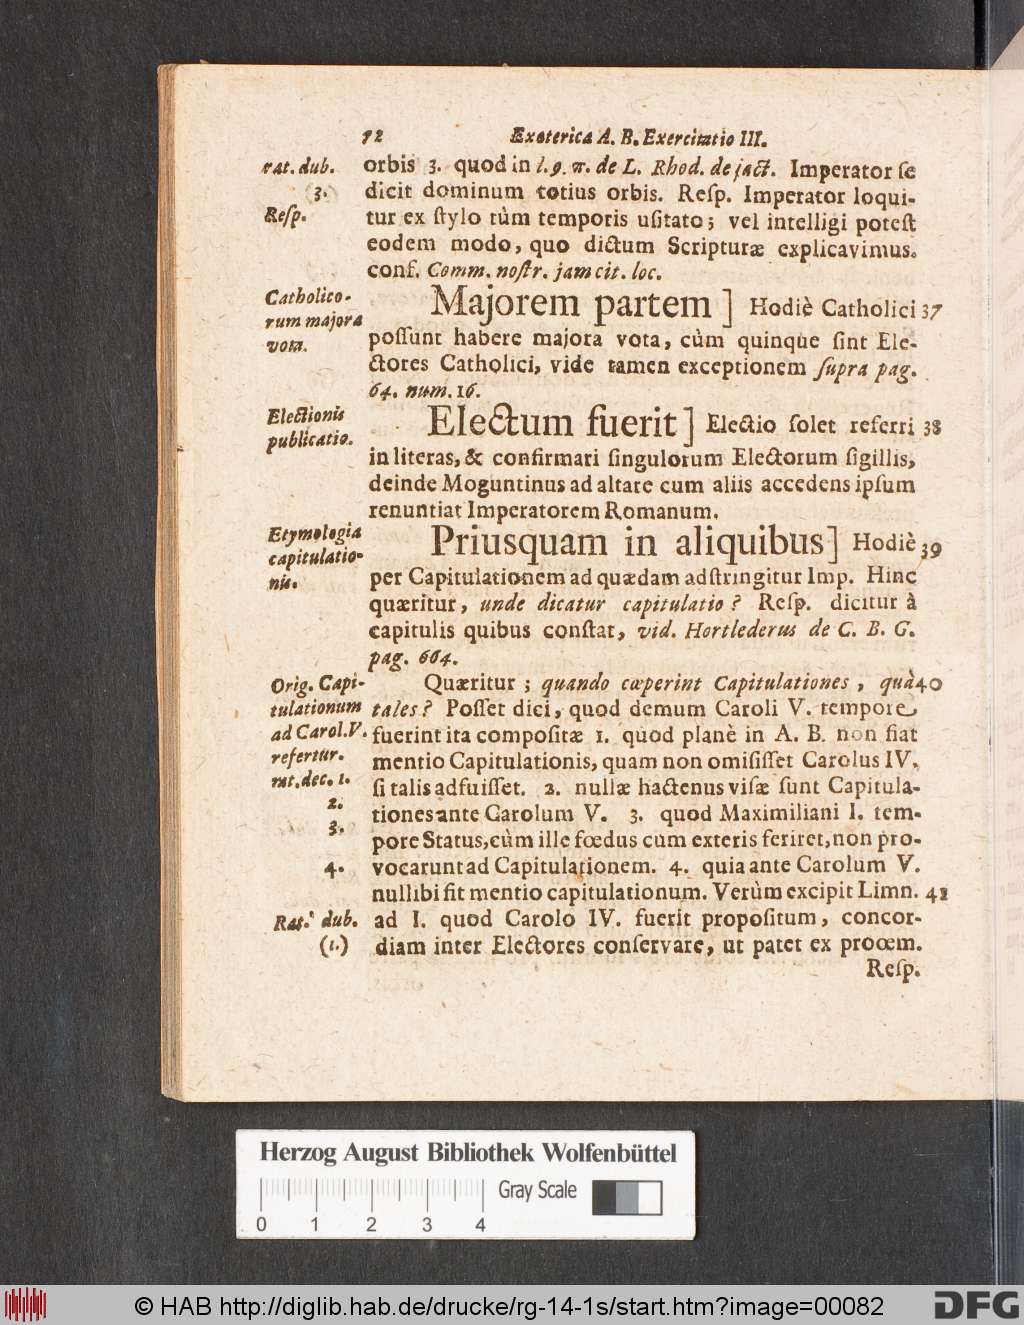 72 Exoterica A. B. Exercitatio III.
rat. dub. orbis 3. quod in l. 9. π. de L. Rhod. de jact. Imperator ſe
3. dicit dominum totius orbis. Reſp. Imperator loqui-
Reſp. tur ex ſtylo tùm temporis uſitato; vel intelligi poteſt
eodem modo, quo dictum Scripturæ explicavimus.
conf. Comm. noſtr. jam cit. loc.
Catholico- Majorem partem] Hodiè Catholici 37
rum majora poſſunt habere majora vota, cùm quinque ſint Ele-
vota. ctores Catholici, vide tamen exceptionem ſupra pag.
64. num. 16.
Electionis Electum fuerit] Electio ſolet referri 38
publicatio. in literas, & confirmari ſingulorum Electorum ſigillis,
deinde Moguntinus ad altare cum aliis accedens ipſum
renuntiat Imperatorem Romanum.
Etymologia Priusquam in aliquibus] Hodiè 39
capitulatio- per Capitulationem ad quædam adſtringitur Imp. Hinc
nis. quæritur, unde dicatur capitulatio? Reſp. dicitur à
capitulis quibus conſtat, vid. Hortlederus de C. B. G.
pag. 664.
Orig. Capi- Quæritur; quando cœperint Capitulationes, quà 40
tulationum tales? Poſſet dici, quod demum Caroli V. tempore
ad Carol. V. fuerint ita compoſitæ 1. quod planè in A. B. non fiat
refertur. mentio Capitulationis, quam non omiſiſſet Carolus IV.
rat. dec. 1. ſi talis adfuiſſet. 2. nullæ hactenus viſæ ſunt Capitula-
2. tiones ante Carolum V. 3. quod Maximiliani I. tem-
3. pore Status, cùm ille fœdus cum exteris feriret, non pro-
4. vocarunt ad Capitulationem. 4. quia ante Carolum V.
nullibi fit mentio capitulationum. Verùm excipit Limn. 41
Rat. dub. ad I. quod Carolo IV. fuerit propoſitum, concor-
(1.) diam inter Electores conſervare, ut patet ex proœm.
Reſp.
Herzog August Bibliothek Wolfenbüttel
Gray Scale
0 1 2 3 4
© HAB http://diglib.hab.de/drucke/rg-14-1s/start.htm?image=00082
DFG